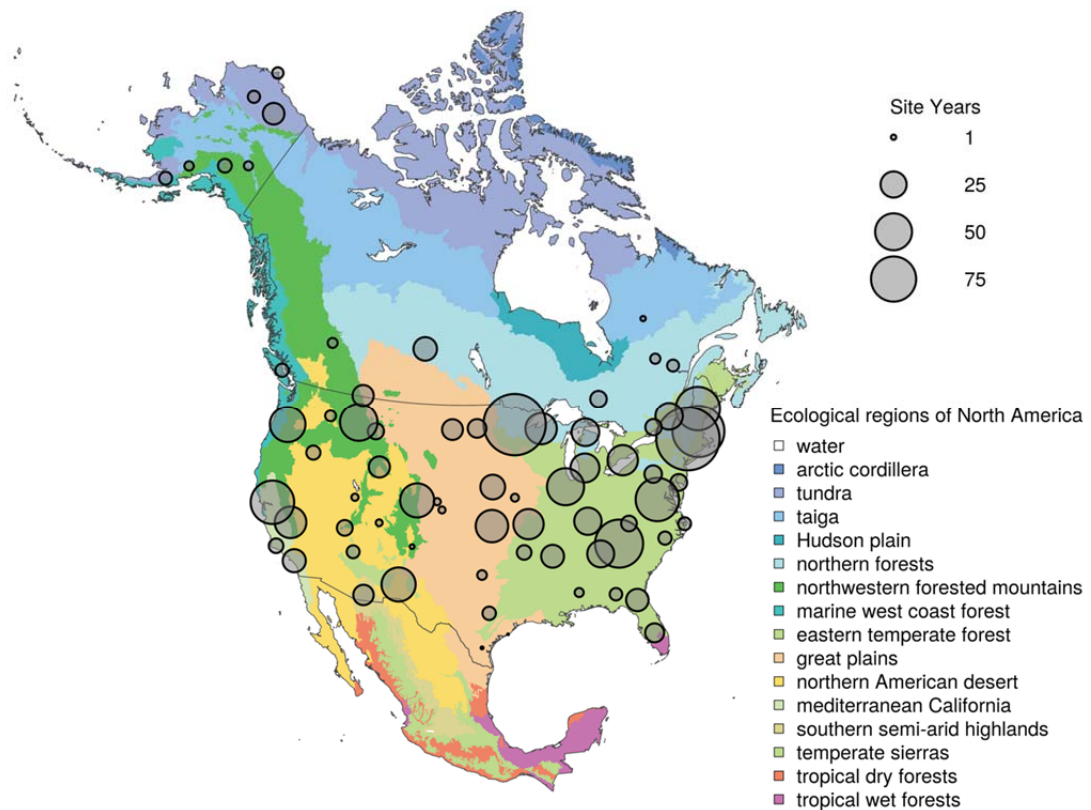 Site Years
1
25
50
75
Ecological regions of North America
water
arctic cordillera
tundra
taiga
Hudson plain
northern forests
northwestern forested mountains
marine west coast forest
eastern temperate forest
great plains
northern American desert
mediterranean California
southern semi-arid highlands
temperate sierras
tropical dry forests
tropical wet forests